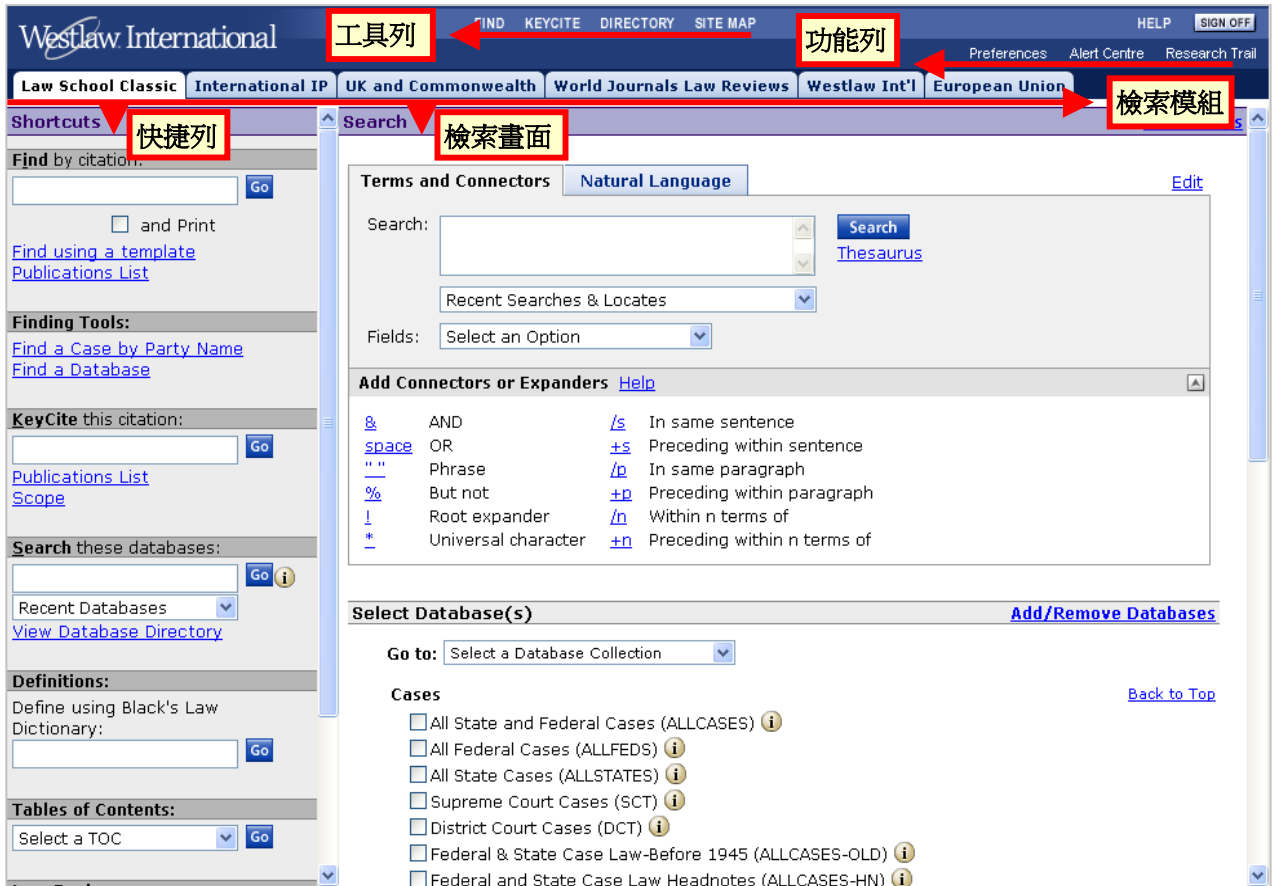 Westlaw International
工具列
FIND KEYCITE DIRECTORY SITE MAP
功能列
HELP SIGN OFF
Preferences Alert Centre Research Trail
Law School Classic International IP UK and Commonwealth World Journals Law Reviews Westlaw Int'l European Union
檢索模組
Shortcuts
快捷列
Search
檢索畫面
Find by citation:
Go
and Print
Find using a template
Publications List
Finding Tools:
Find a Case by Party Name
Find a Database
KeyCite this citation:
Go
Publications List
Scope
Search these databases:
Go i
Recent Databases
View Database Directory
Definitions:
Define using Black's Law
Dictionary:
Go
Tables of Contents:
Select a TOC Go
Terms and Connectors Natural Language Edit
Search: Search
Thesaurus
Recent Searches & Locates
Fields: Select an Option
Add Connectors or Expanders Help
& AND /s In same sentence
space OR +s Preceding within sentence
" " Phrase /p In same paragraph
% But not +p Preceding within paragraph
! Root expander /n Within n terms of
* Universal character +n Preceding within n terms of
Select Database(s) Add/Remove Databases
Go to: Select a Database Collection
Cases Back to Top
All State and Federal Cases (ALLCASES) i
All Federal Cases (ALLFEDS) i
All State Cases (ALLSTATES) i
Supreme Court Cases (SCT) i
District Court Cases (DCT) i
Federal & State Case Law-Before 1945 (ALLCASES-OLD) i
Federal and State Case Law Headnotes (ALLCASES-HN) i